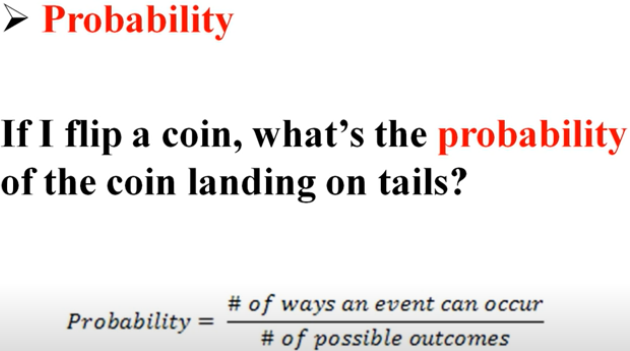 ➢ Probability
If I flip a coin, what’s the probability
of the coin landing on tails?
Probability = # of ways an event can occur / # of possible outcomes